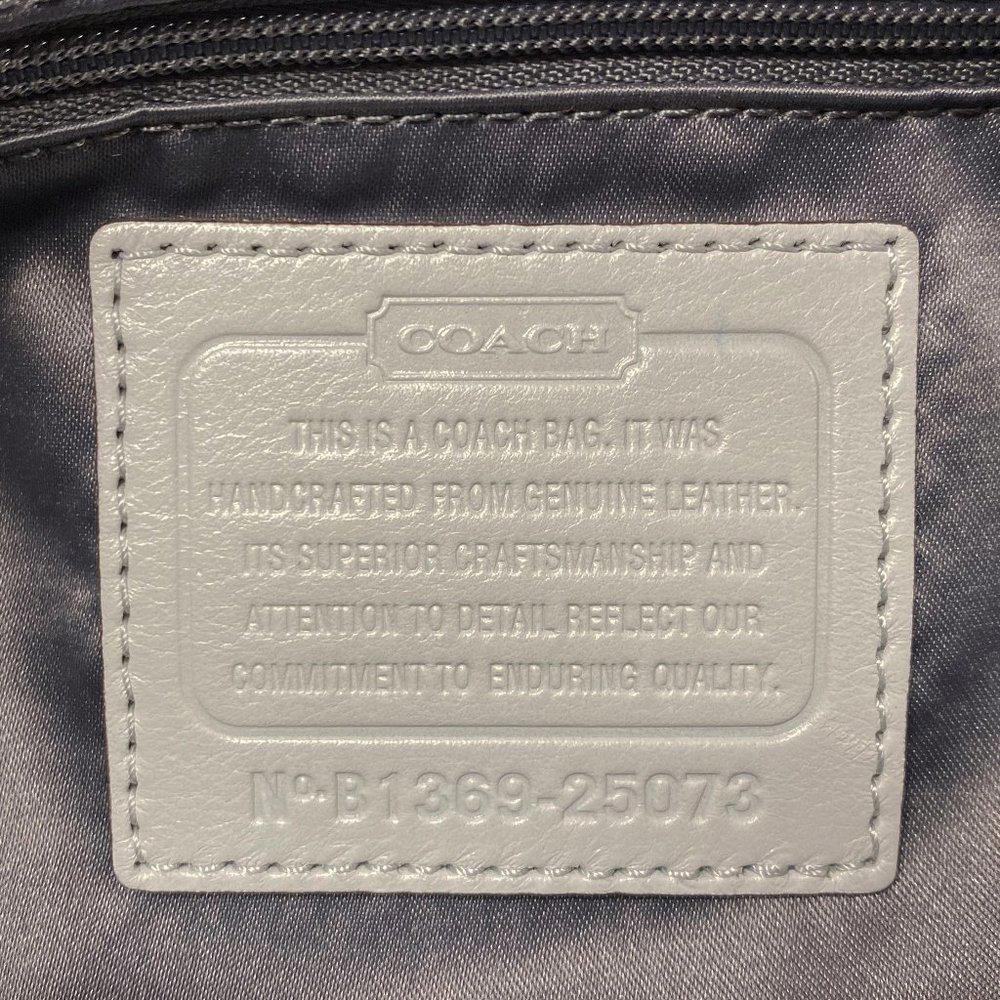 COACH
THIS IS A COACH BAG. IT WAS
HANDCRAFTED FROM GENUINE LEATHER.
ITS SUPERIOR CRAFTSMANSHIP AND
ATTENTION TO DETAIL REFLECT OUR
COMMITMENT TO ENDURING QUALITY.
Nº·B1369-25073